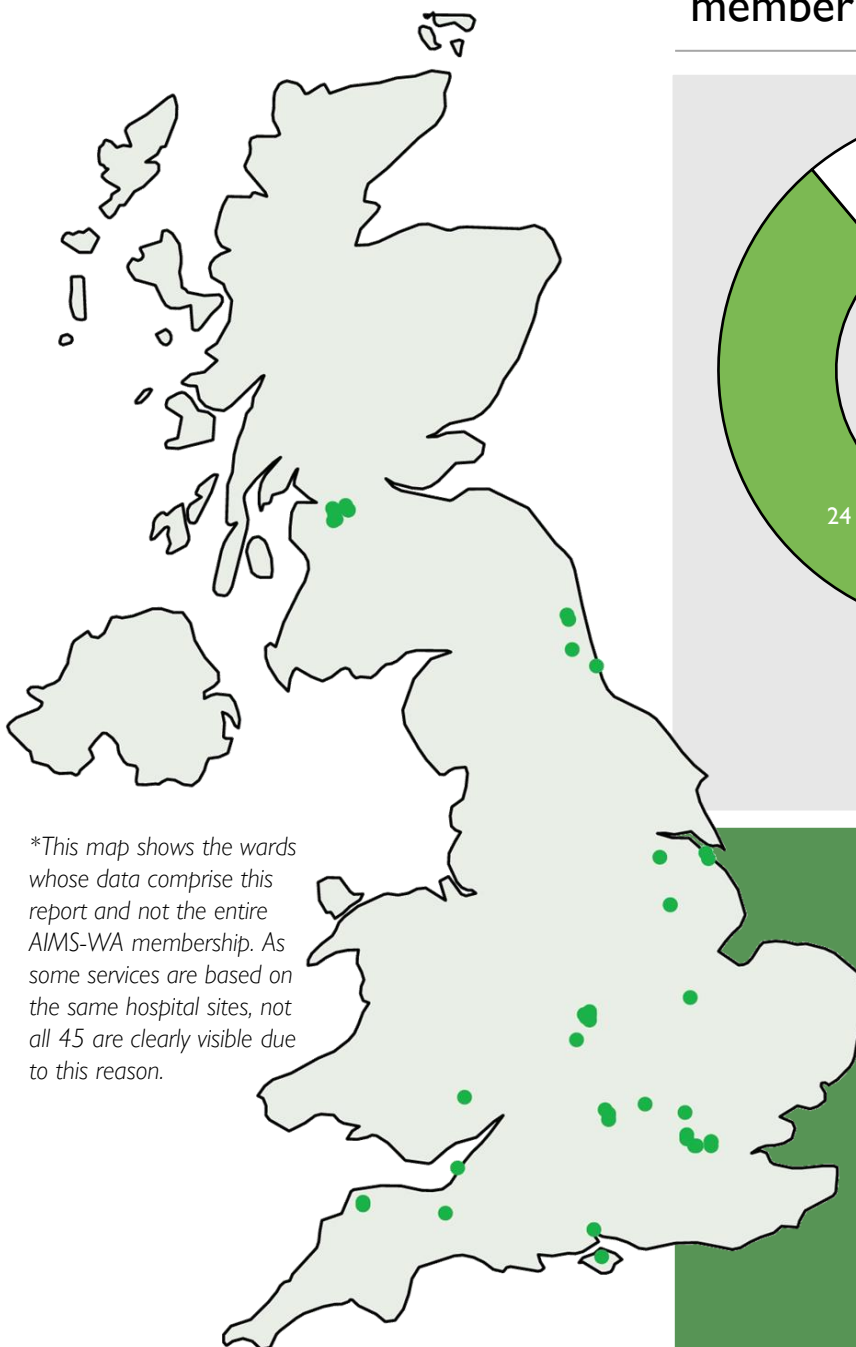 member
24
*This map shows the wards
whose data comprise this
report and not the entire
AIMS-WA membership. As
some services are based on
the same hospital sites, not
all 45 are clearly visible due
to this reason.